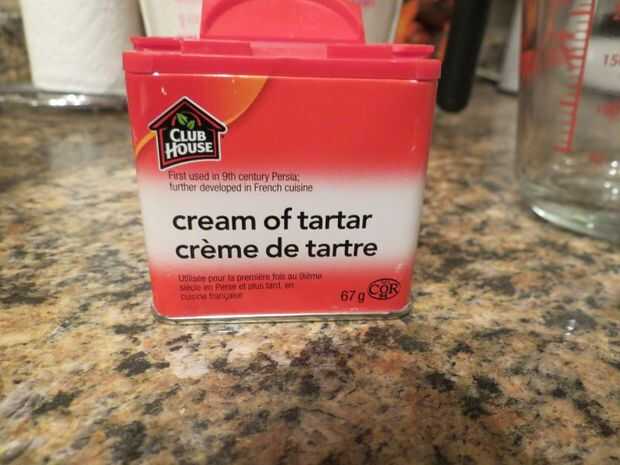 CLUB
HOUSE
First used in 9th century Persia;
further developed in French cuisine
cream of tartar
crème de tartre
Utilisée pour la première fois au 9ième
siècle en Perse et plus tard, en
cuisine française
67 g
COR